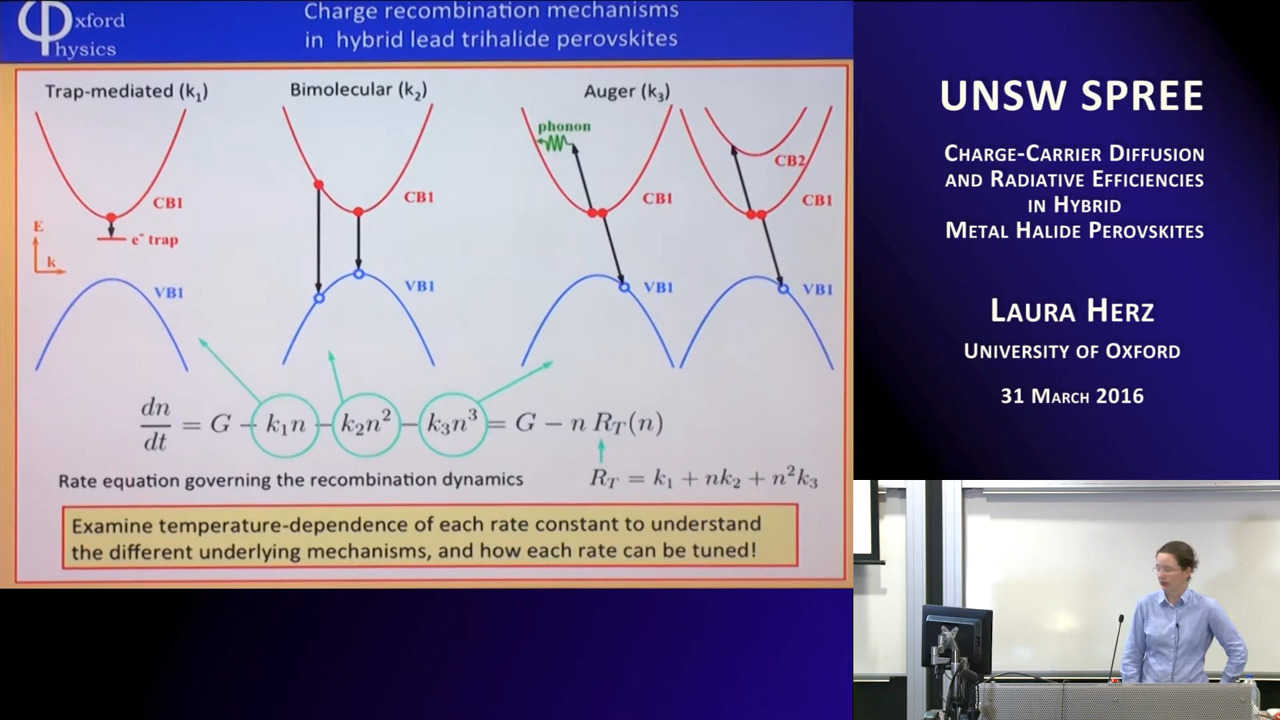 Oxford
Physics
Charge recombination mechanisms
in hybrid lead trihalide perovskites
Trap-mediated (k₁)
Bimolecular (k₂)
Auger (k₃)
CB1
e⁻ trap
E
k
VB1
CB1
VB1
phonon
CB1
VB1
CB2
CB1
VB1
dn/dt = G − k₁n − k₂n² − k₃n³ = G − n R_T(n)
Rate equation governing the recombination dynamics
R_T = k₁ + nk₂ + n²k₃
Examine temperature-dependence of each rate constant to understand
the different underlying mechanisms, and how each rate can be tuned!
UNSW SPREE
Charge-Carrier Diffusion
and Radiative Efficiencies
in Hybrid
Metal Halide Perovskites
Laura Herz
University of Oxford
31 March 2016